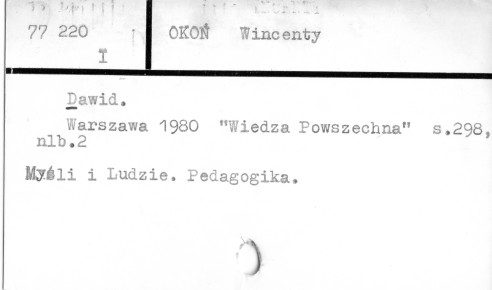 77 220 OKOŃ Wincenty
I
Dawid.
Warszawa 1980 "Wiedza Powszechna" s.298,
nlb.2
Myśli i Ludzie. Pedagogika.